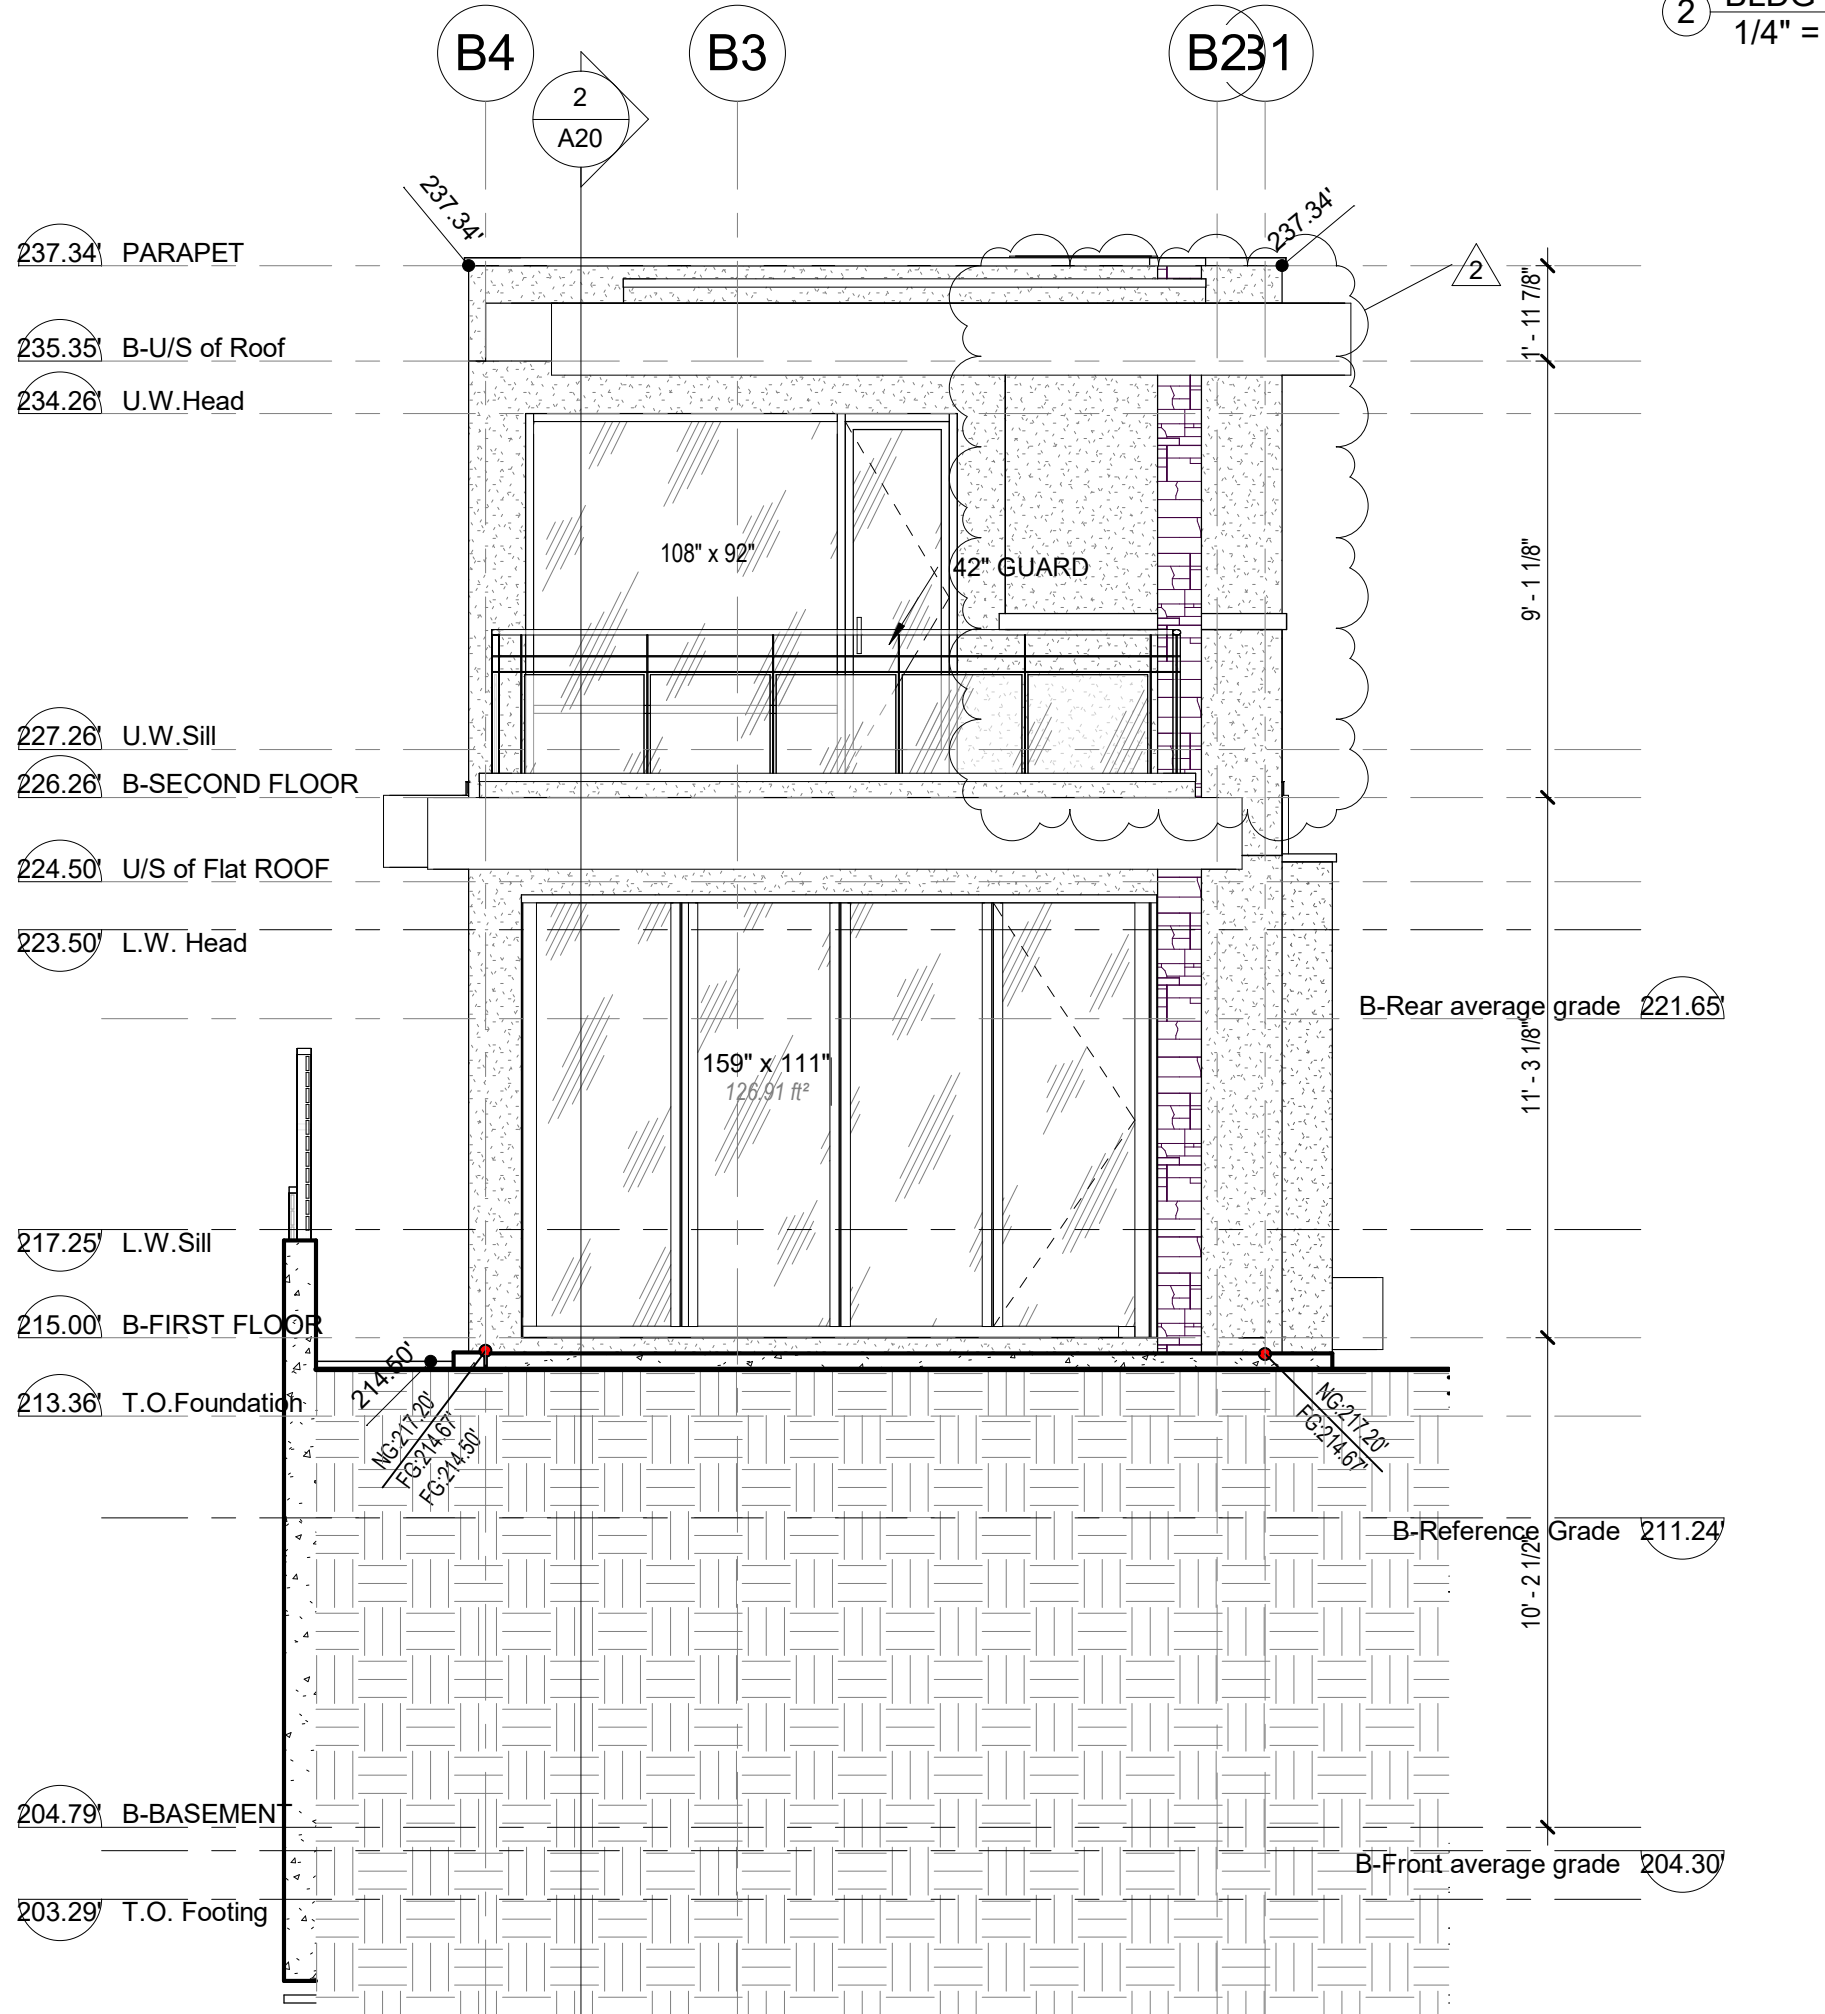 B4
B3
B2
B1
2
BLDG
1/4" =
2
A20
237.34'
237.34'
237.34' PARAPET
2
1' - 11 7/8"
235.35' B-U/S of Roof
234.26' U.W.Head
108" x 92"
42" GUARD
9' - 1 1/8"
227.26' U.W.Sill
226.26' B-SECOND FLOOR
224.50' U/S of Flat ROOF
223.50' L.W. Head
B-Rear average grade 221.65'
159" x 111"
126.91 ft²
11' - 3 1/8"
217.25' L.W.Sill
215.00' B-FIRST FLOOR
214.50'
NG:217.20'
FG:214.67'
FG:214.50'
NG:217.20'
FG:214.67'
213.36' T.O.Foundation
B-Reference Grade 211.24'
10' - 2 1/2"
204.79' B-BASEMENT
B-Front average grade 204.30'
203.29' T.O. Footing